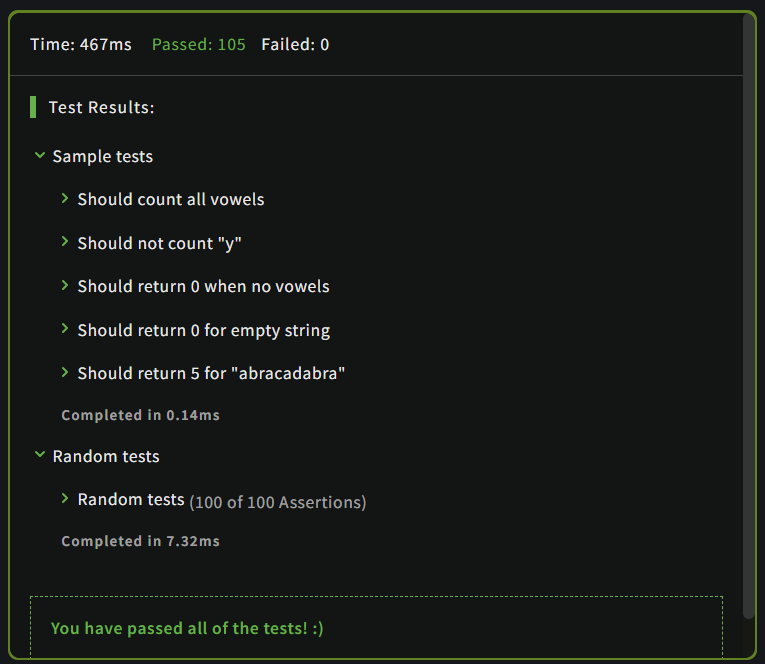 Time: 467ms Passed: 105 Failed: 0
Test Results:
Sample tests
Should count all vowels
Should not count "y"
Should return 0 when no vowels
Should return 0 for empty string
Should return 5 for "abracadabra"
Completed in 0.14ms
Random tests
Random tests (100 of 100 Assertions)
Completed in 7.32ms
You have passed all of the tests! :)